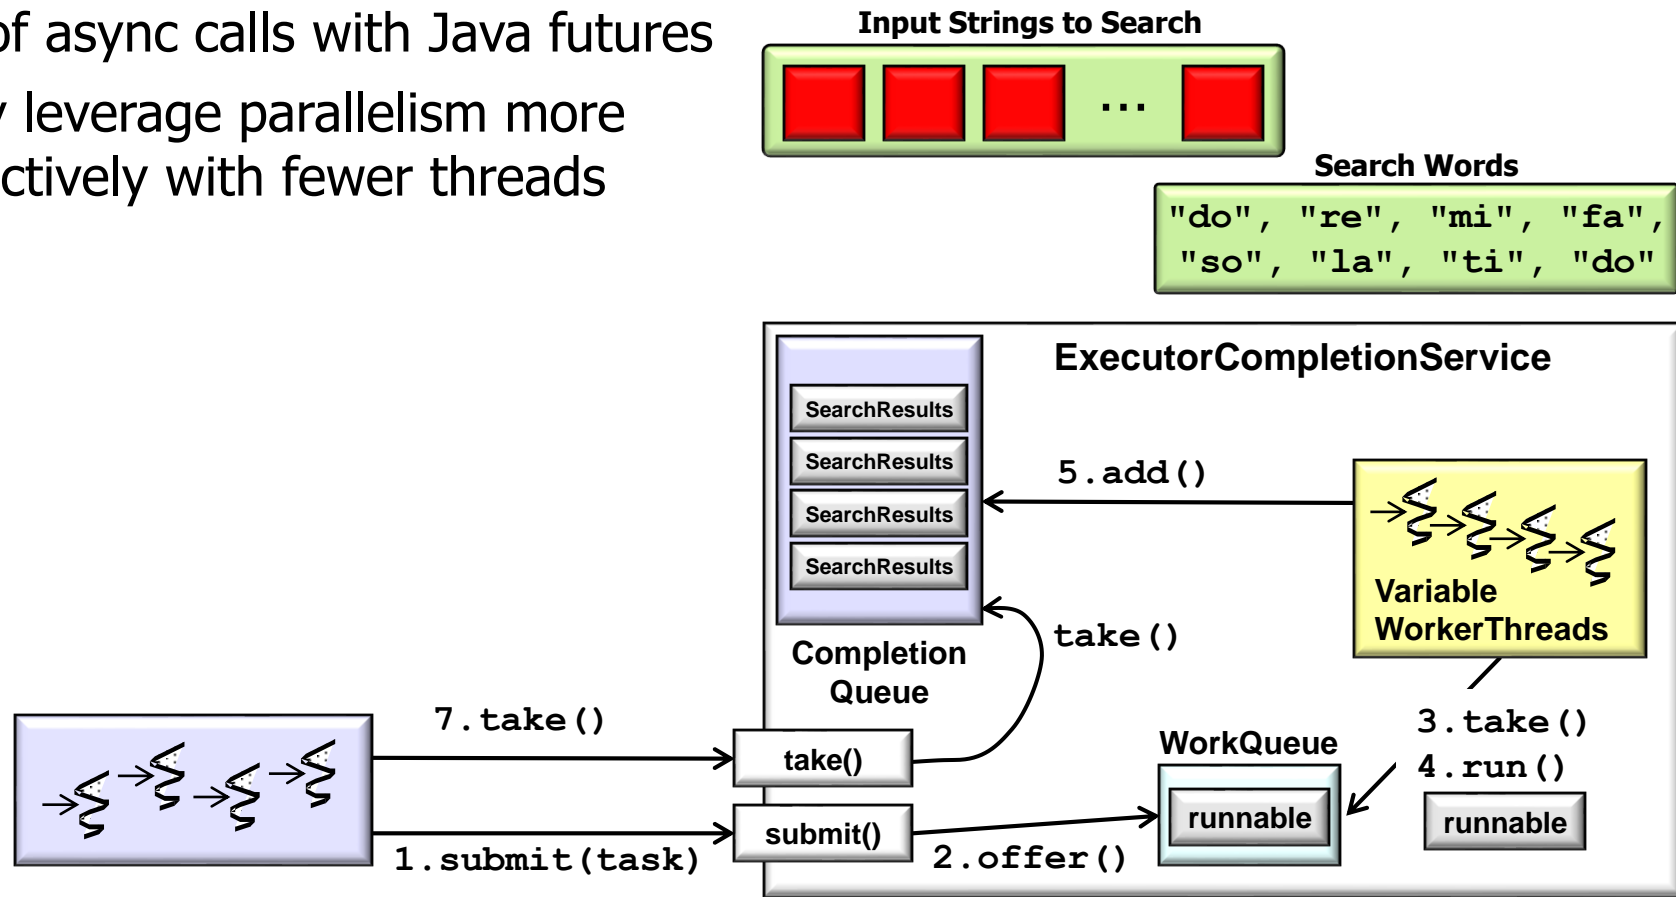 of async calls with Java futures
leverage parallelism more
with fewer threads
Input Strings to Search
...
Search Words
"do", "re", "mi", "fa",
"so", "la", "ti", "do"
ExecutorCompletionService
SearchResults
SearchResults
SearchResults
SearchResults
5.add()
Variable
WorkerThreads
take()
Completion
Queue
7.take()
take()
WorkQueue
3.take()
4.run()
runnable
runnable
submit()
1.submit(task)
2.offer()